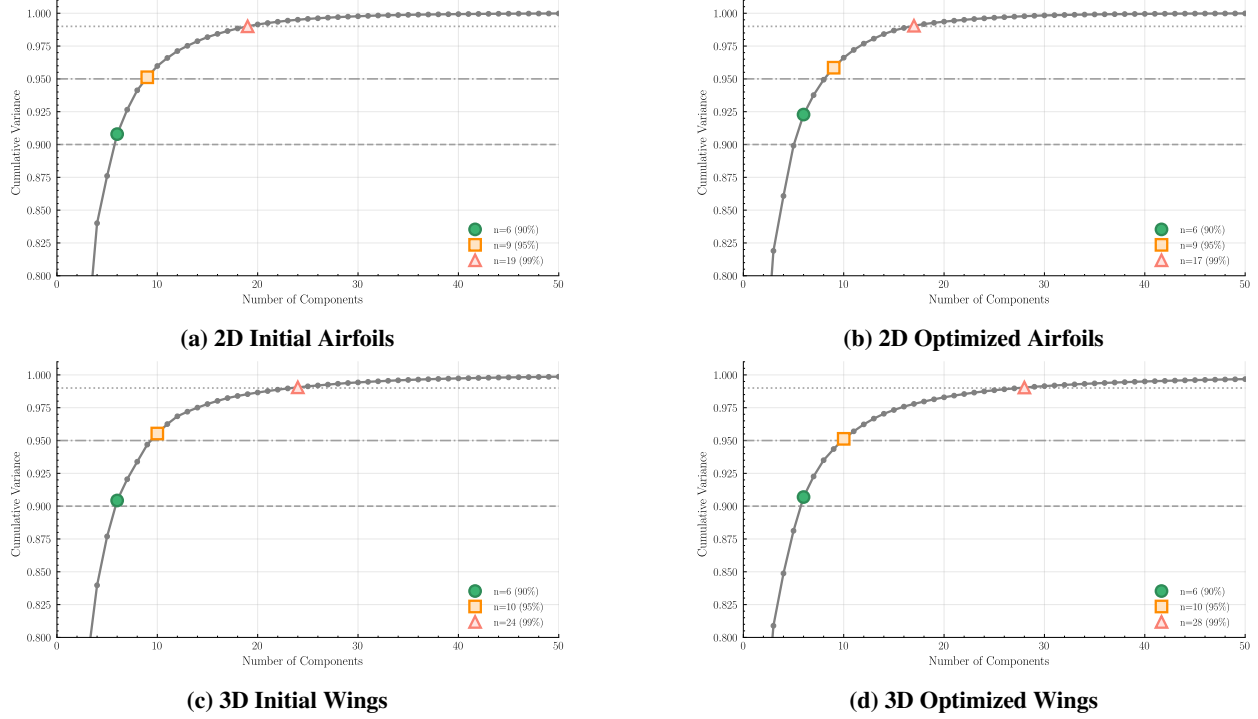 1.000
0.975
0.950
0.925
0.900
0.875
0.850
0.825
0.800
Cumulative Variance
0 10 20 30 40 50
Number of Components
n=6 (90%)
n=9 (95%)
n=19 (99%)
(a) 2D Initial Airfoils
1.000
0.975
0.950
0.925
0.900
0.875
0.850
0.825
0.800
Cumulative Variance
0 10 20 30 40 50
Number of Components
n=6 (90%)
n=9 (95%)
n=17 (99%)
(b) 2D Optimized Airfoils
1.000
0.975
0.950
0.925
0.900
0.875
0.850
0.825
0.800
Cumulative Variance
0 10 20 30 40 50
Number of Components
n=6 (90%)
n=10 (95%)
n=24 (99%)
(c) 3D Initial Wings
1.000
0.975
0.950
0.925
0.900
0.875
0.850
0.825
0.800
Cumulative Variance
0 10 20 30 40 50
Number of Components
n=6 (90%)
n=10 (95%)
n=28 (99%)
(d) 3D Optimized Wings